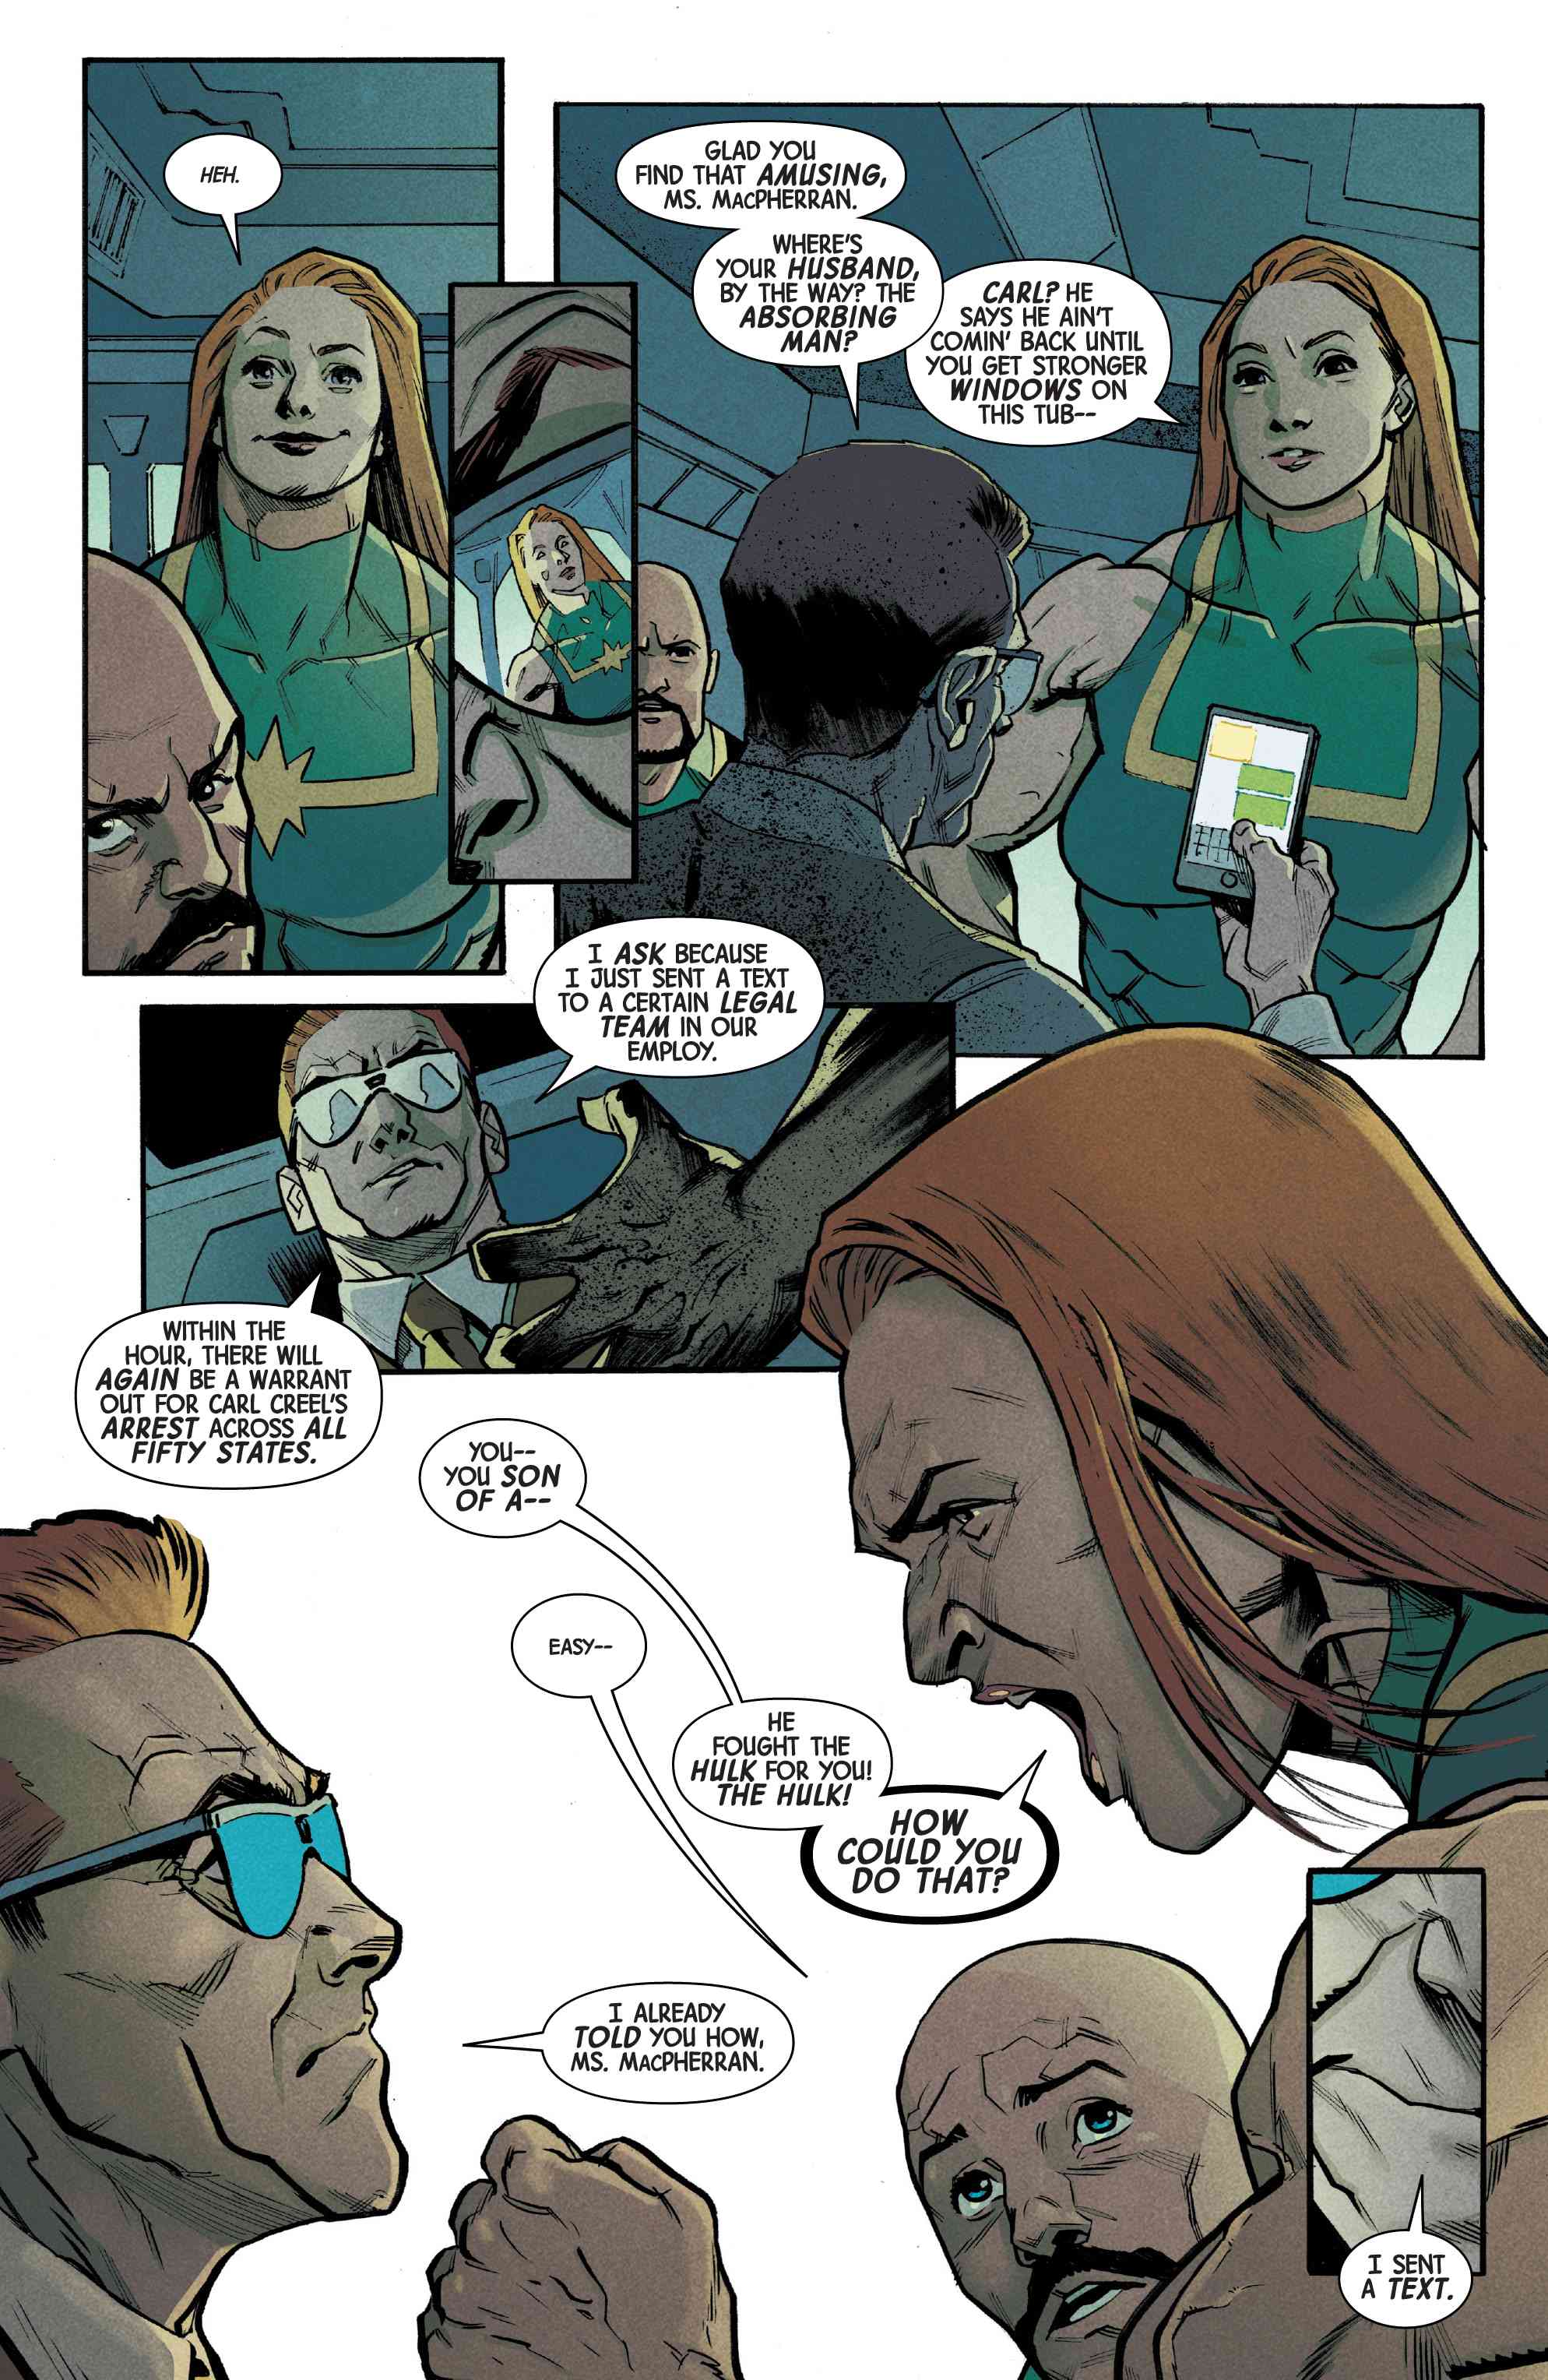 HEH.
GLAD YOU
FIND THAT AMUSING,
MS. MACPHERRAN.
WHERE'S
YOUR HUSBAND,
BY THE WAY? THE
ABSORBING
MAN?
CARL? HE
SAYS HE AIN'T
COMIN' BACK UNTIL
YOU GET STRONGER
WINDOWS ON
THIS TUB--
I ASK BECAUSE
I JUST SENT A TEXT
TO A CERTAIN LEGAL
TEAM IN OUR
EMPLOY.
WITHIN THE
HOUR, THERE WILL
AGAIN BE A WARRANT
OUT FOR CARL CREEL'S
ARREST ACROSS ALL
FIFTY STATES.
YOU--
YOU SON
OF A--
EASY--
HE
FOUGHT THE
HULK FOR YOU!
THE HULK!
HOW
COULD YOU
DO THAT?
I ALREADY
TOLD YOU HOW,
MS. MACPHERRAN.
I SENT
A TEXT.